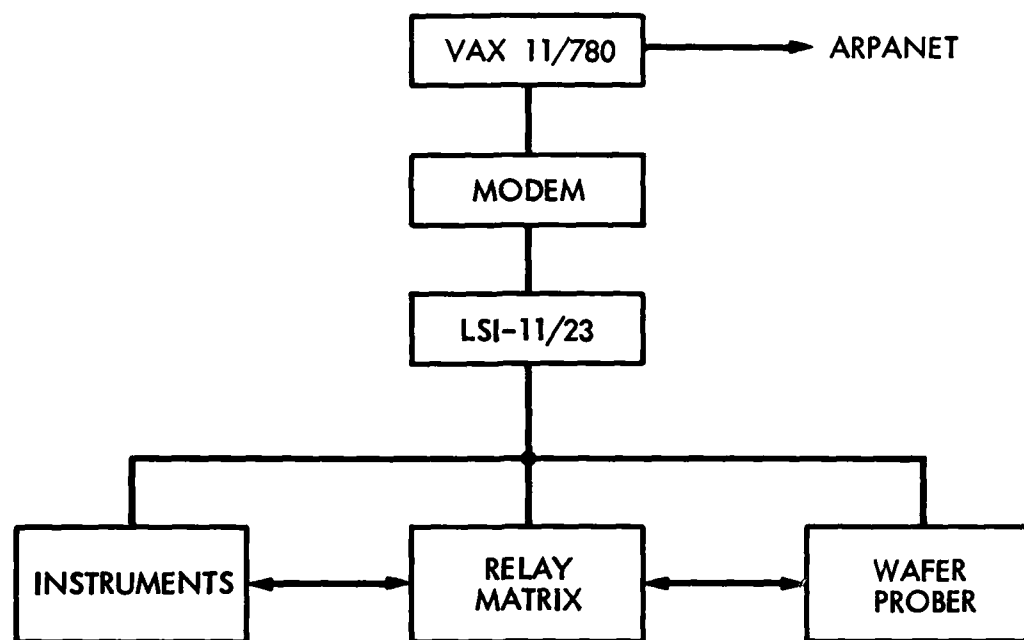 VAX 11/780
ARPANET
MODEM
LSI-11/23
INSTRUMENTS
RELAY
MATRIX
WAFER
PROBER